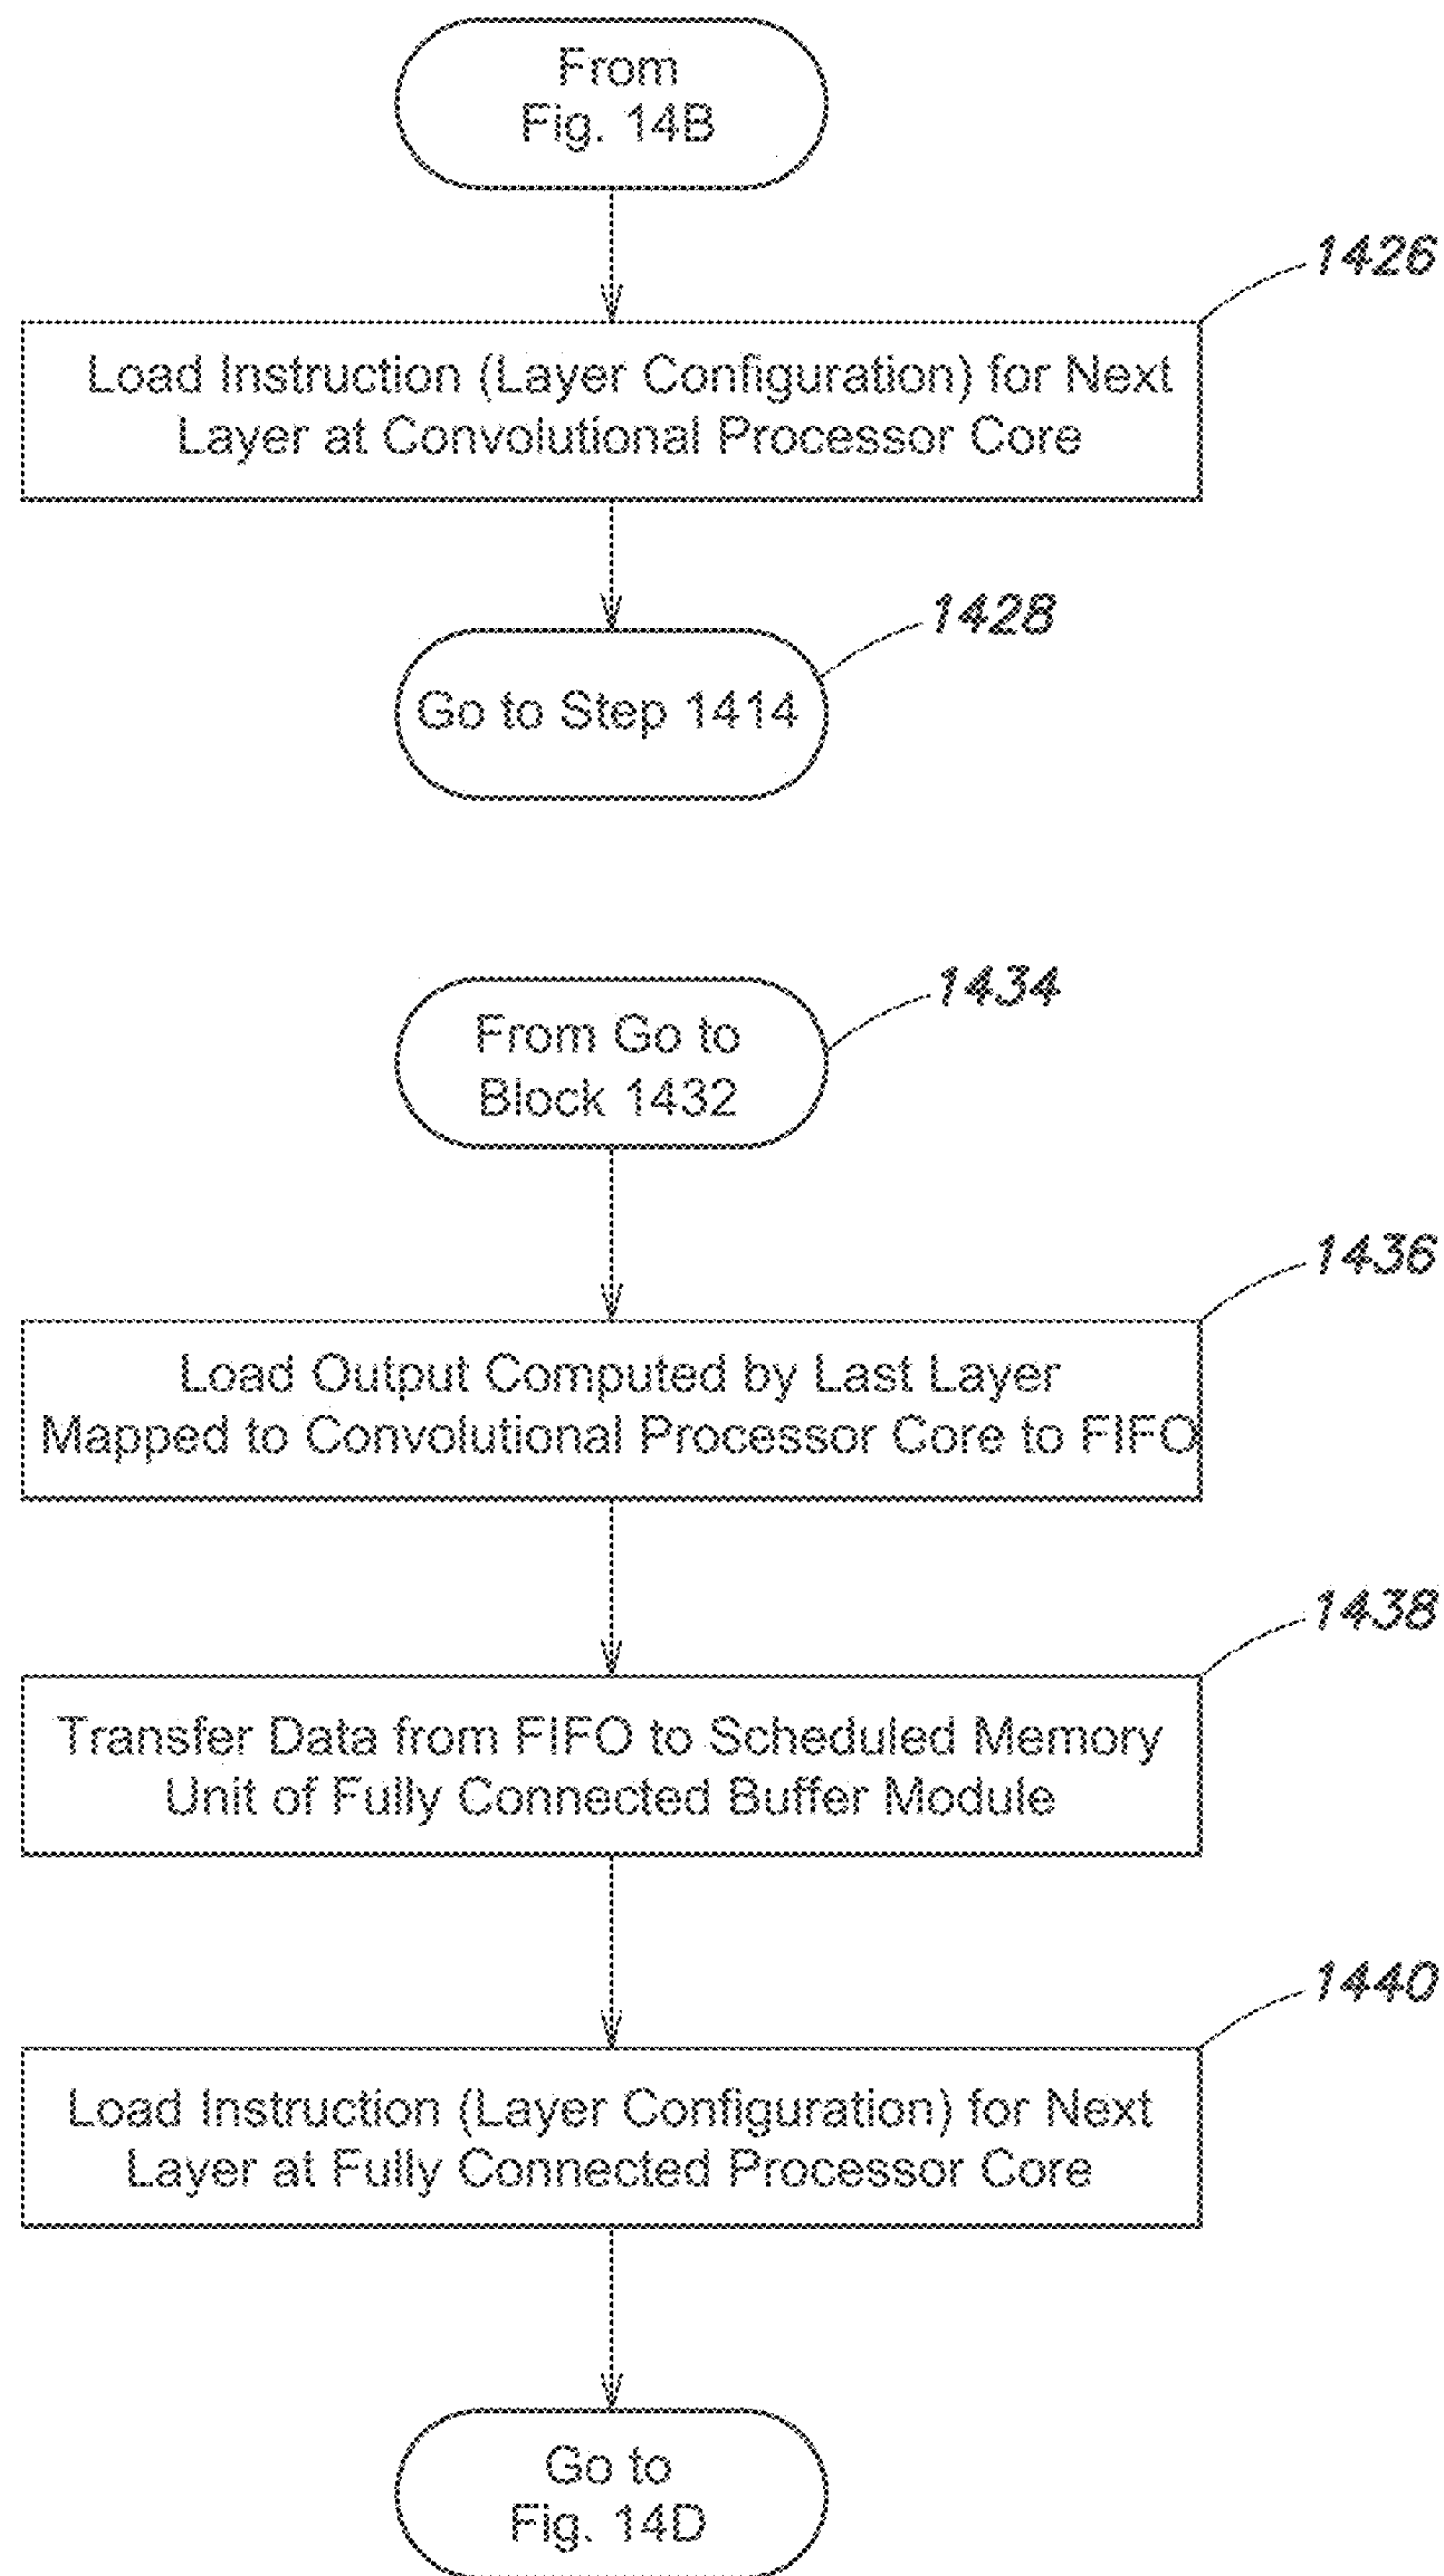 From
Fig. 14B
1426
Load Instruction (Layer Configuration) for Next
Layer at Convolutional Processor Core
1428
Go to Step 1414
1434
From Go to
Block 1432
1436
Load Output Computed by Last Layer
Mapped to Convolutional Processor Core to FIFO
1438
Transfer Data from FIFO to Scheduled Memory
Unit of Fully Connected Buffer Module
1440
Load Instruction (Layer Configuration) for Next
Layer at Fully Connected Processor Core
Go to
Fig. 14D